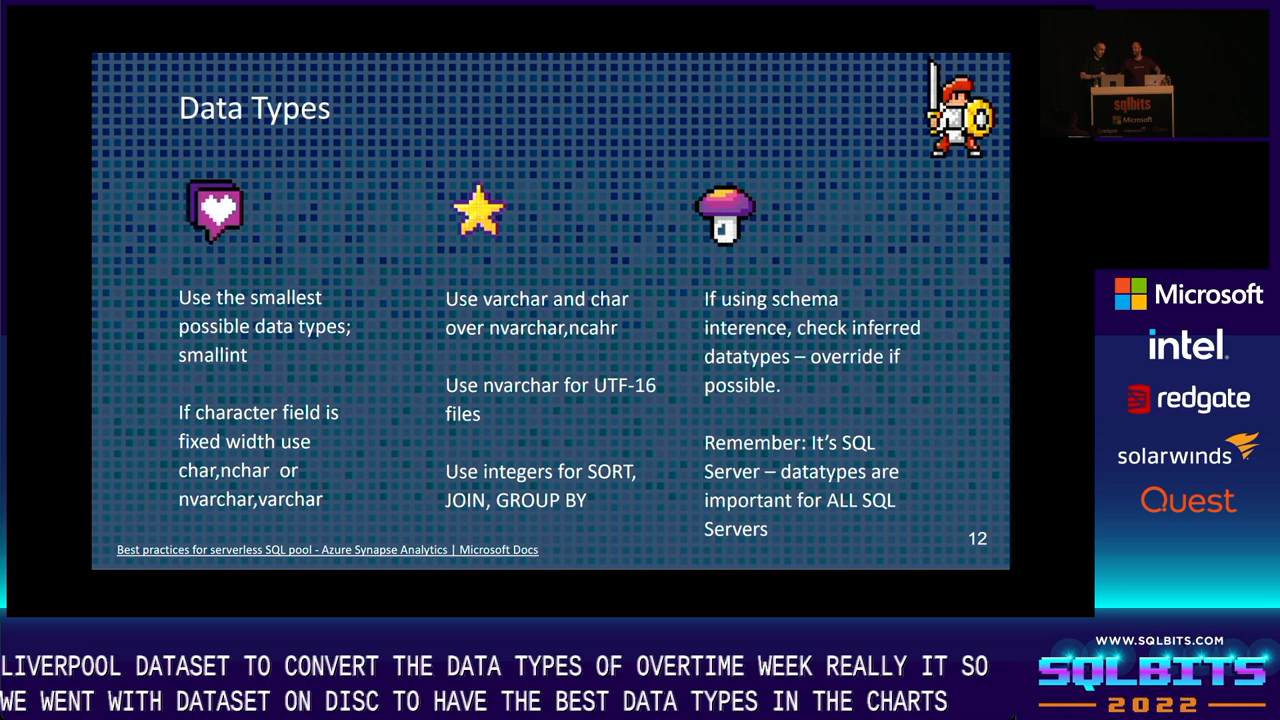 Data Types
Use the smallest
possible data types;
smallint
If character field is
fixed width use
char,nchar or
nvarchar,varchar
Use varchar and char
over nvarchar,ncahr
Use nvarchar for UTF-16
files
Use integers for SORT,
JOIN, GROUP BY
If using schema
interence, check inferred
datatypes – override if
possible.
Remember: It's SQL
Server – datatypes are
important for ALL SQL
Servers
Best practices for serverless SQL pool - Azure Synapse Analytics | Microsoft Docs
12
sqlbits
Microsoft
Microsoft
intel.
redgate
solarwinds
Quest
WWW.SQLBITS.COM
SQLBITS
2022
LIVERPOOL DATASET TO CONVERT THE DATA TYPES OF OVERTIME WEEK REALLY IT SO
WE WENT WITH DATASET ON DISC TO HAVE THE BEST DATA TYPES IN THE CHARTS